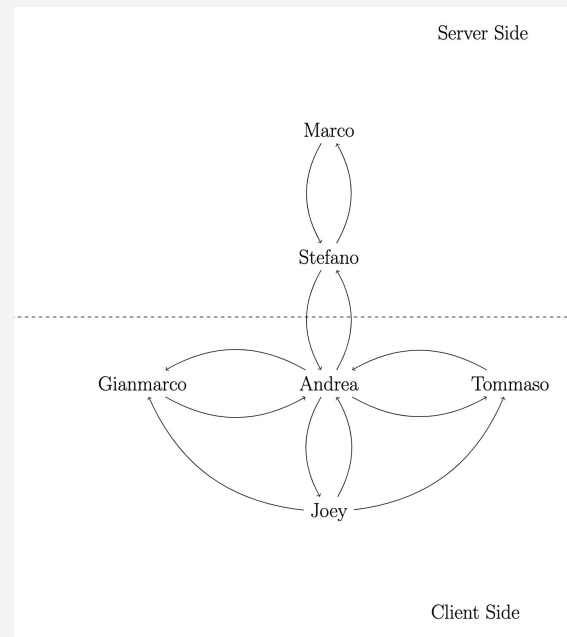 Server Side
Marco
Stefano
Gianmarco Andrea Tommaso
Joey
Client Side